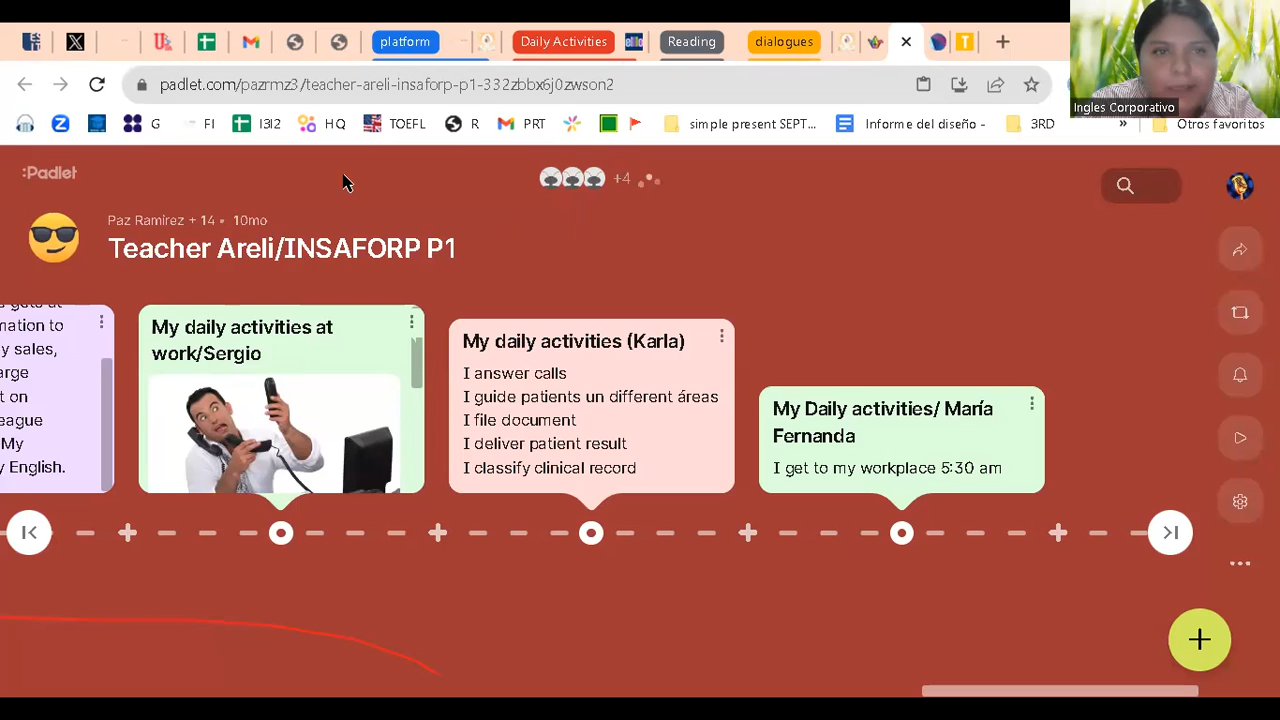 platform
Daily Activities
Reading
dialogues
padlet.com/pazrmz3/teacher-areli-insaforp-p1-332zbbx6j0zwson2
Ingles Corporativo
G
FI
I3I2
HQ
TOEFL
R
PRT
simple present SEPT...
Informe del diseño -
3RD
»
Otros favoritos
:Padlet
+4
Paz Ramirez + 14 • 10mo
Teacher Areli/INSAFORP P1
mation to
y sales,
arge
t on
eague
My
y English.
My daily activities at
work/Sergio
My daily activities (Karla)
I answer calls
I guide patients un different áreas
I file document
I deliver patient result
I classify clinical record
My Daily activities/ María
Fernanda
I get to my workplace 5:30 am